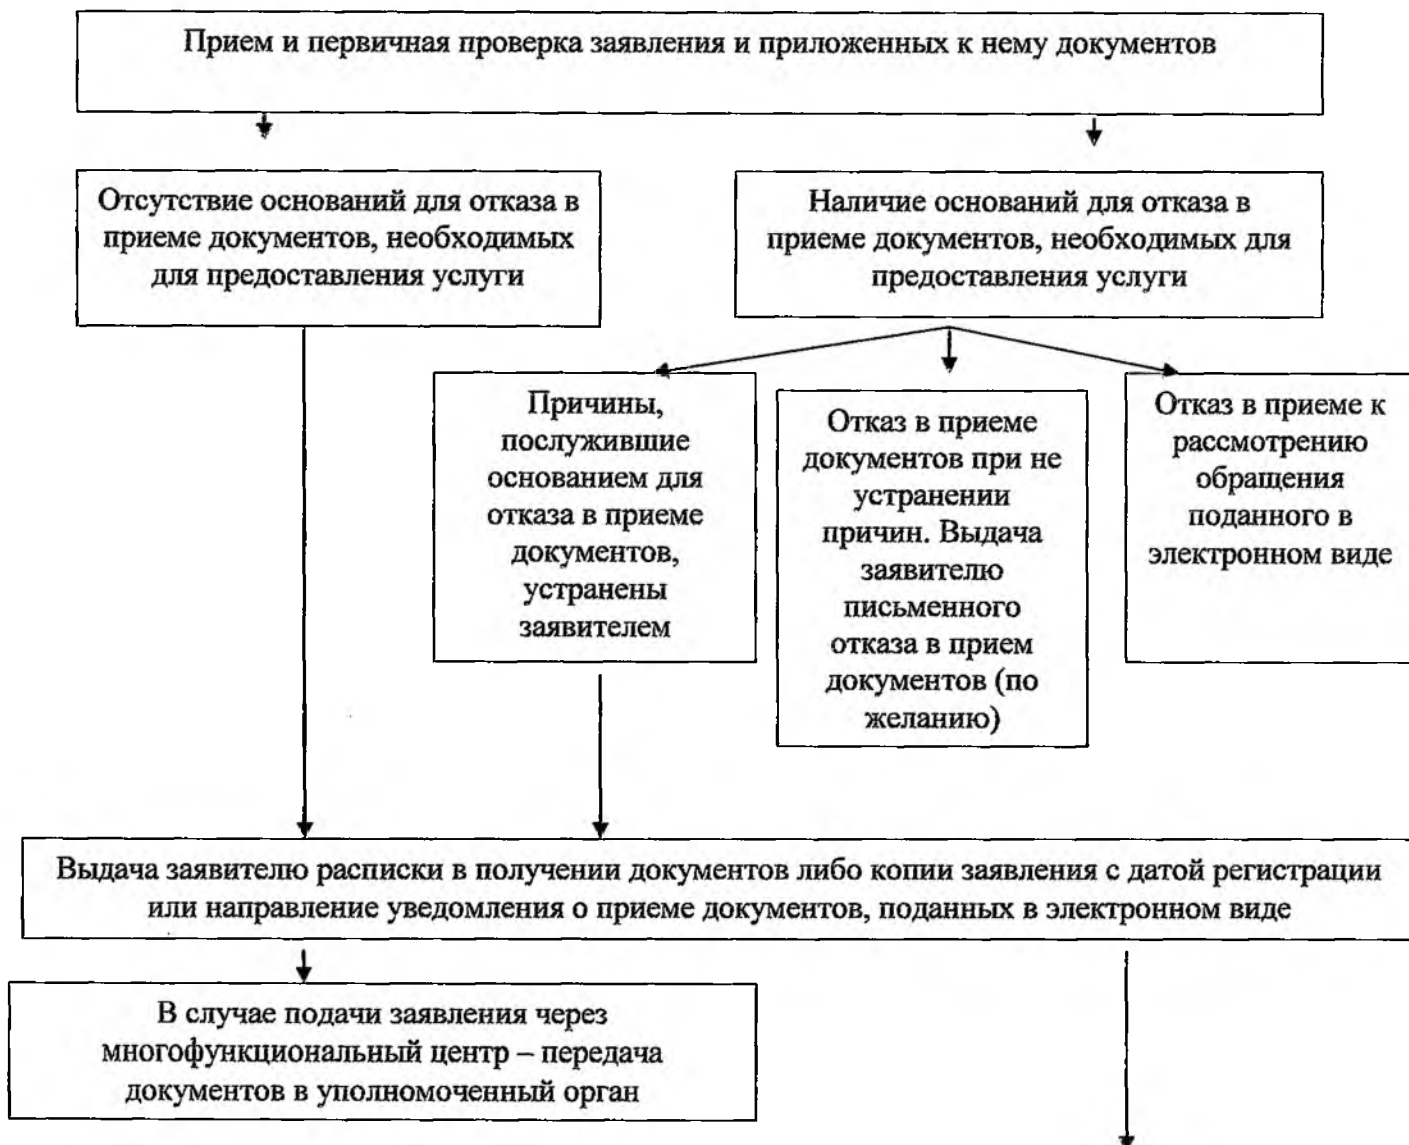 Прием и первичная проверка заявления и приложенных к нему документов
Отсутствие оснований для отказа в
приеме документов, необходимых
для предоставления услуги
Наличие оснований для отказа в
приеме документов, необходимых для
предоставления услуги
Причины,
послужившие
основанием для
отказа в приеме
документов,
устранены
заявителем
Отказ в приеме
документов при не
устранении
причин. Выдача
заявителю
письменного
отказа в прием
документов (по
желанию)
Отказ в приеме к
рассмотрению
обращения
поданного в
электронном виде
Выдача заявителю расписки в получении документов либо копии заявления с датой регистрации
или направление уведомления о приеме документов, поданных в электронном виде
В случае подачи заявления через
многофункциональный центр – передача
документов в уполномоченный орган